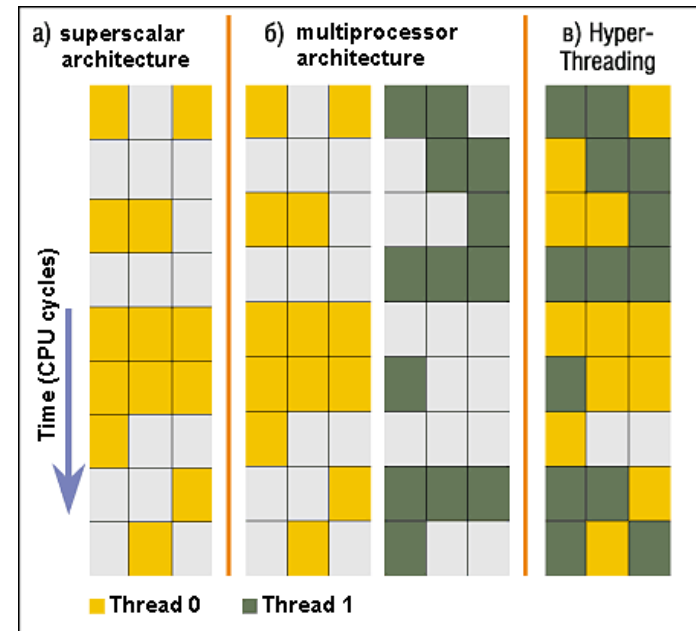 а) superscalar
architecture
б) multiprocessor
architecture
в) Hyper-
Threading
Time (CPU cycles)
Thread 0
Thread 1